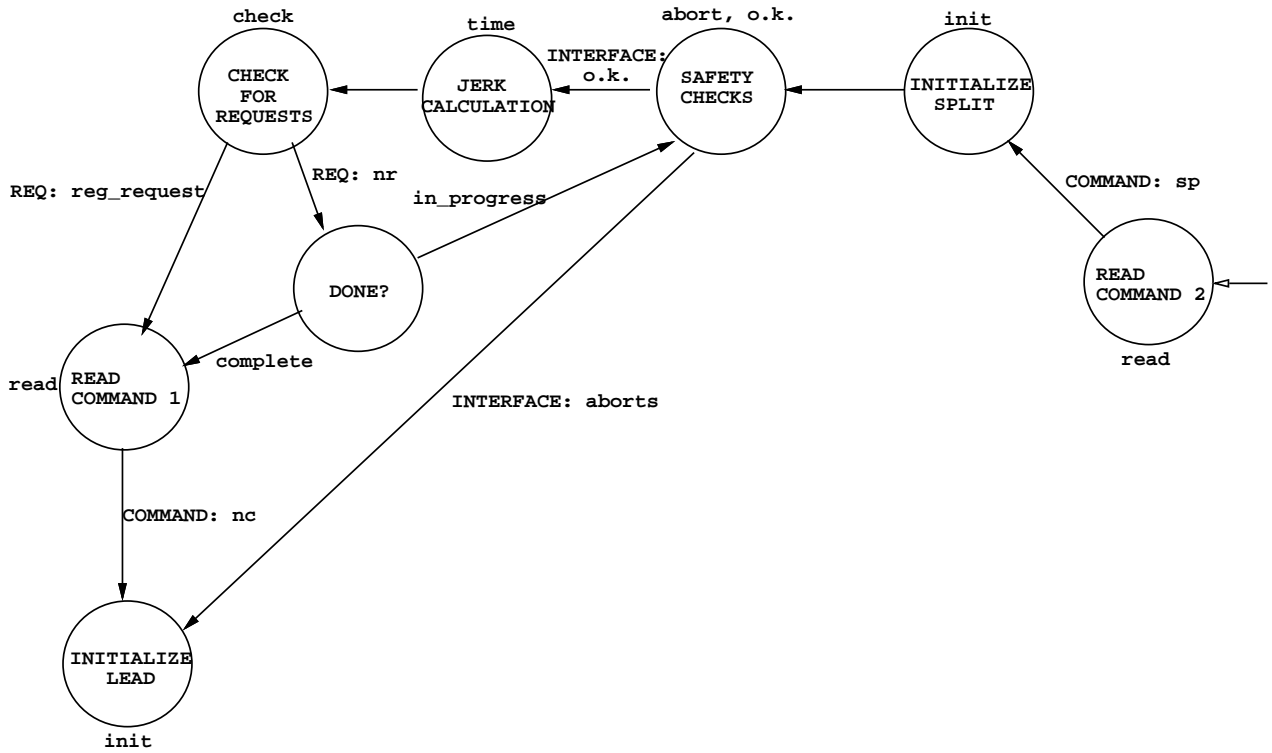 check
CHECK
FOR
REQUESTS
time
JERK
CALCULATION
INTERFACE:
o.k.
abort, o.k.
SAFETY
CHECKS
init
INITIALIZE
SPLIT
COMMAND: sp
READ
COMMAND 2
read
REQ: reg_request
REQ: nr
in_progress
DONE?
complete
read
READ
COMMAND 1
INTERFACE: aborts
COMMAND: nc
INITIALIZE
LEAD
init